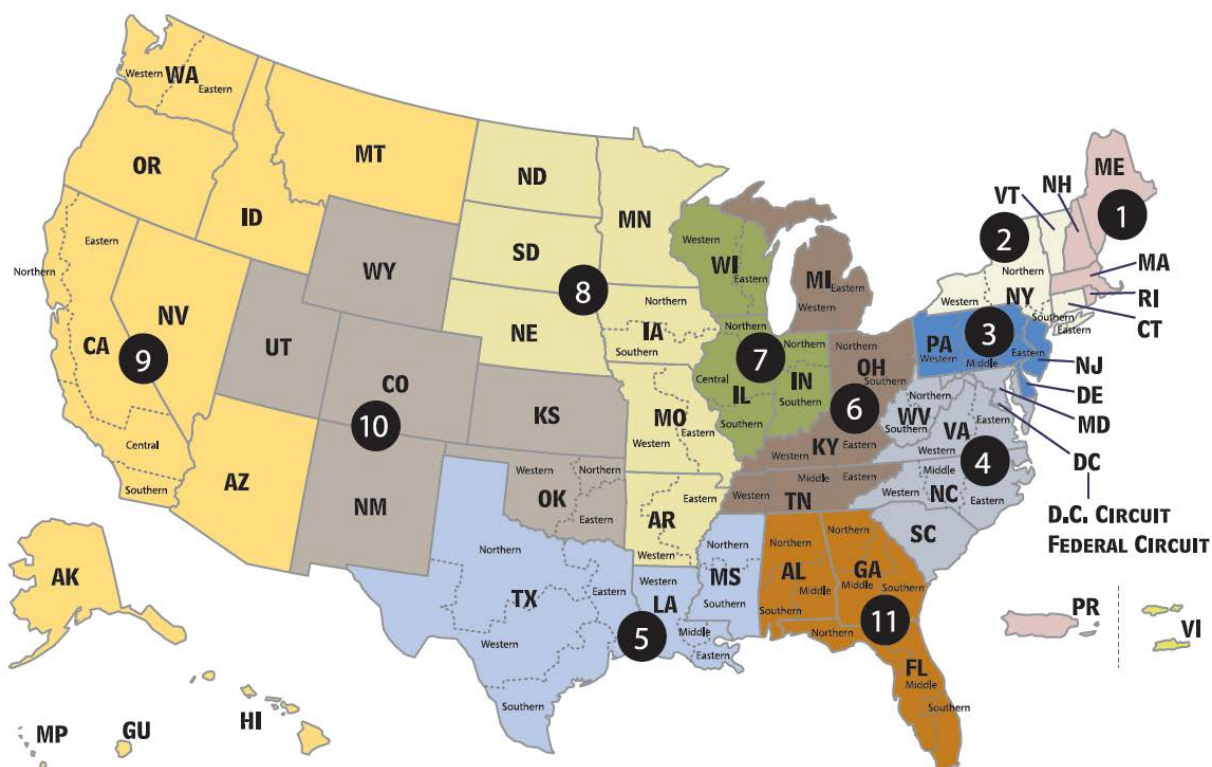 WA
Western
Eastern
OR
ID
MT
Eastern
Northern
CA
NV
9
Central
Southern
AZ
WY
UT
CO
10
NM
KS
Western
Northern
OK
Eastern
ND
SD
NE
MN
8
Northern
IA
Southern
MO
Eastern
Western
AR
Eastern
Western
Western
WI
Eastern
Northern
7
Central
IL
Southern
Northern
IN
Southern
MI
Eastern
Western
Northern
OH
Southern
6
KY
Eastern
Western
Middle
Eastern
Western
TN
ME
1
NH
VT
2
Northern
Western
NY
Southern
Eastern
MA
RI
CT
PA
3
Western
Middle
Eastern
NJ
DE
MD
DC
D.C. CIRCUIT
FEDERAL CIRCUIT
Northern
WV
Southern
VA
Eastern
Western
4
Middle
Western
NC
Eastern
SC
Northern
TX
Eastern
Western
Southern
Western
LA
5
Middle
Eastern
Northern
MS
Southern
Northern
AL
Middle
Southern
Northern
GA
Middle
Southern
11
Northern
FL
Middle
Southern
AK
HI
MP
GU
PR
VI